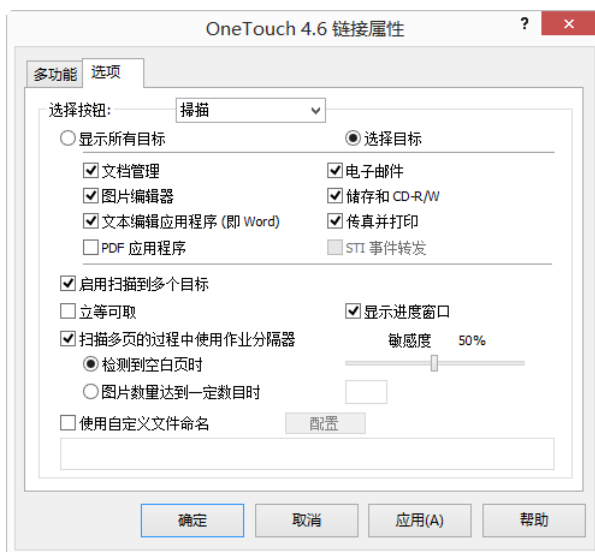 OneTouch 4.6 链接属性 ? ×
多功能 选项
选择按钮: 掃描
显示所有目标 选择目标
文档管理 电子邮件
图片编辑器 储存和 CD-R/W
文本编辑应用程序 (即 Word) 传真并打印
PDF 应用程序 STI 事件转发
启用扫描到多个目标
立等可取 显示进度窗口
扫描多页的过程中使用作业分隔器 敏感度 50%
检测到空白页时
图片数量达到一定数目时
使用自定义文件命名 配置
确定 取消 应用(A) 帮助